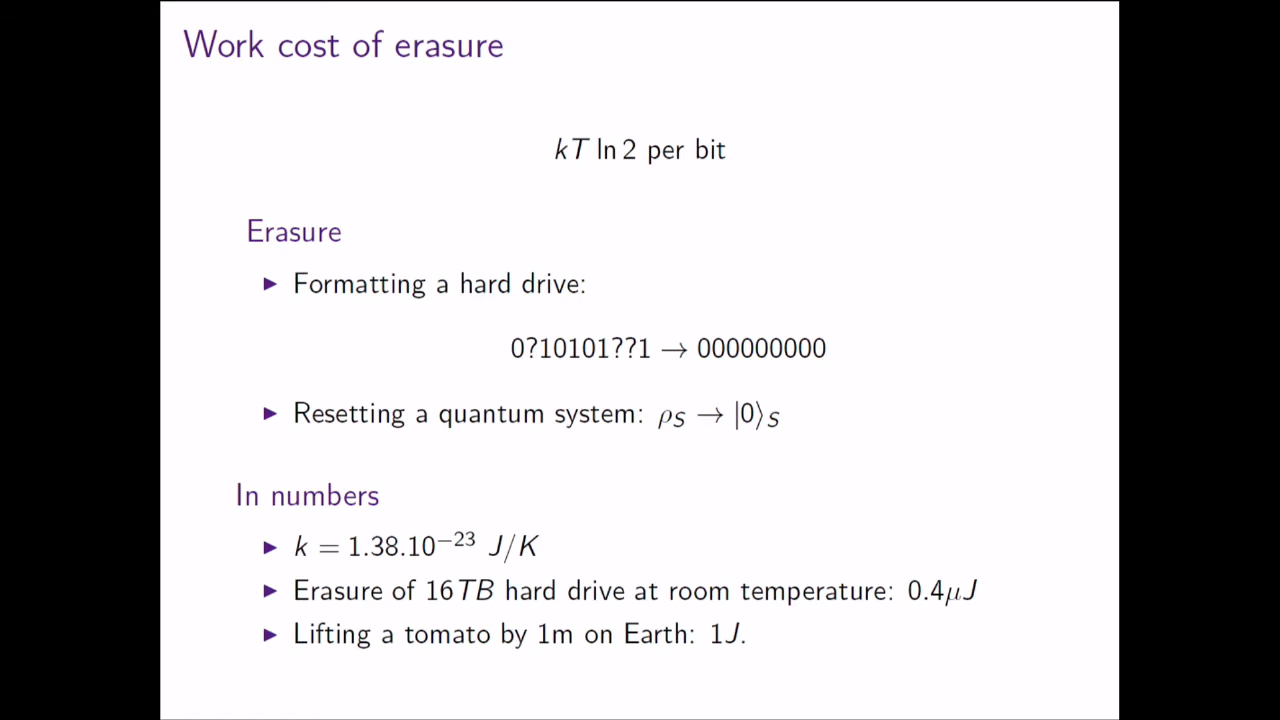 Work cost of erasure
kT ln 2 per bit
Erasure
▶ Formatting a hard drive:
0?10101??1 → 000000000
▶ Resetting a quantum system: ρS → |0⟩S
In numbers
▶ k = 1.38.10⁻²³ J/K
▶ Erasure of 16TB hard drive at room temperature: 0.4μJ
▶ Lifting a tomato by 1m on Earth: 1J.